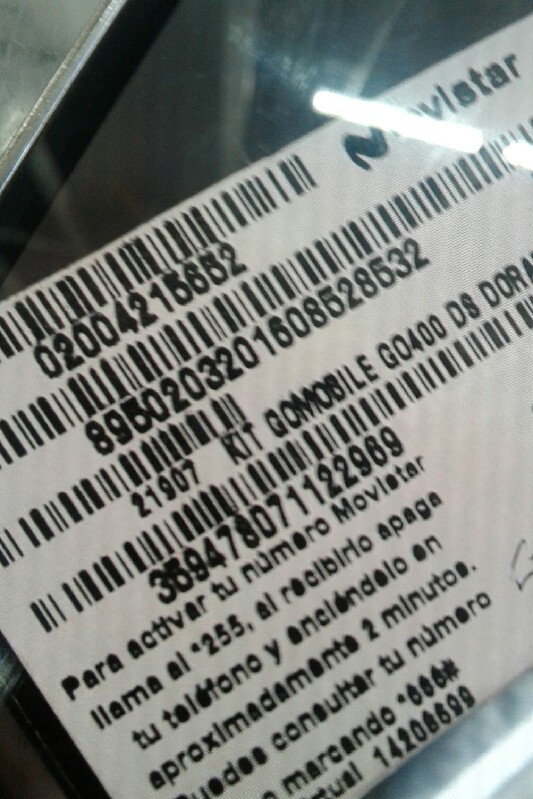 Movistar
02004215652
8950203201608528532
21907 KIT GOMOBILE GO400 DS DORA
359478071122969
Para activar tu número Movistar
llama al *255, al recibirlo apaga
tu teléfono y enciéndelo en
aproximadamente 2 minutos.
Puedes consultar tu número
marcando *666#
14206699